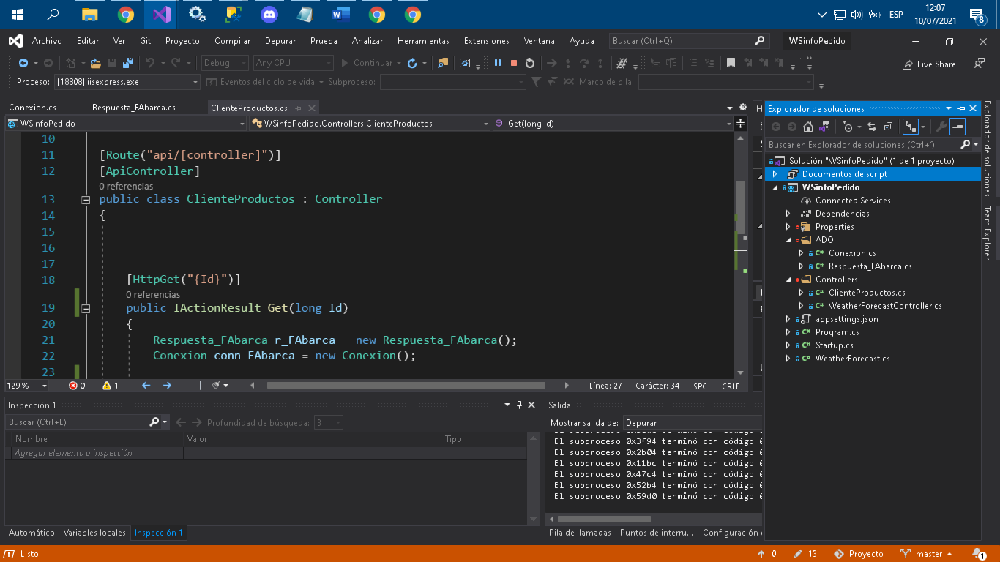 W
ESP
12:07
10/07/2021
8
Archivo Editar Ver Git Proyecto Compilar Depurar Prueba Analizar Herramientas Extensiones Ventana Ayuda Buscar (Ctrl+Q) WSinfoPedido
Debug Any CPU Continuar Live Share
Proceso: [18808] iisexpress.exe Eventos del ciclo de vida Subproceso: Marco de pila:
Conexion.cs Respuesta_FAbarca.cs ClienteProductos.cs
WSinfoPedido WSinfoPedido.Controllers.ClienteProductos Get(long Id)
10
11 [Route("api/[controller]")]
12 [ApiController]
0 referencias
13 public class ClienteProductos : Controller
14 {
15
16
17
18 [HttpGet("{Id}")]
0 referencias
19 public IActionResult Get(long Id)
20 {
21 Respuesta_FAbarca r_FAbarca = new Respuesta_FAbarca();
22 Conexion conn_FAbarca = new Conexion();
23
129 % 0 1 Línea: 27 Carácter: 34 SPC CRLF
Explorador de soluciones
Buscar en Explorador de soluciones (Ctrl+´)
Solución "WSinfoPedido" (1 de 1 proyecto)
Documentos de script
WSinfoPedido
Connected Services
Dependencias
Properties
ADO
C# Conexion.cs
C# Respuesta_FAbarca.cs
Controllers
C# ClienteProductos.cs
C# WeatherForecastController.cs
appsettings.json
C# Program.cs
C# Startup.cs
C# WeatherForecast.cs
Explorador de soluciones
Team Explorer
Inspección 1
Buscar (Ctrl+E) Profundidad de búsqueda: 3
Nombre Valor Tipo
Agregar elemento a inspección
Automático Variables locales Inspección 1
Salida
Mostrar salida de: Depurar
El subproceso 0x3f94 terminó con código 0
El subproceso 0x2b04 terminó con código 0
El subproceso 0x11bc terminó con código 0
El subproceso 0x47c4 terminó con código 0
El subproceso 0x52b4 terminó con código 0
El subproceso 0x59d0 terminó con código 0
Pila de llamadas Puntos de interru... Configuración
Listo 0 13 Proyecto master 1